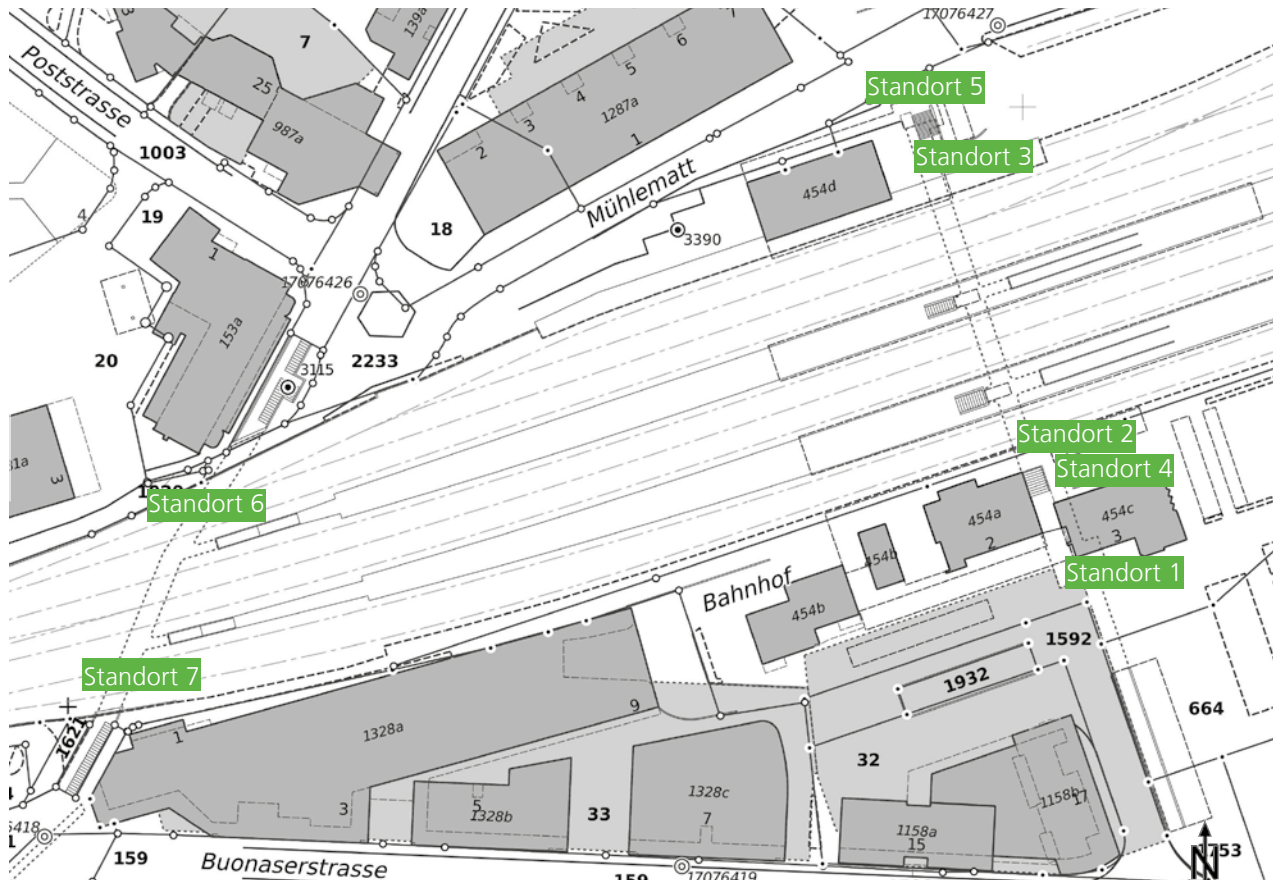 17076427
139a
7
Standort 5
6
7
5
25
4
1287a
Poststrasse
3
987a
1
2
Standort 3
1003
Mühlematt
454d
19
4
18
3390
1
17076426
153a
20
2233
3115
Standort 2
3
Standort 4
Standort 6
454c
454a
3
2
454b
Standort 1
Bahnhof
454b
1592
Standort 7
1932
9
664
1621
1
1328a
32
1328c
1158b
17
3
5
1328b
33
7
1158a
15
159
Buonaserstrasse
159
17076419
1753
N